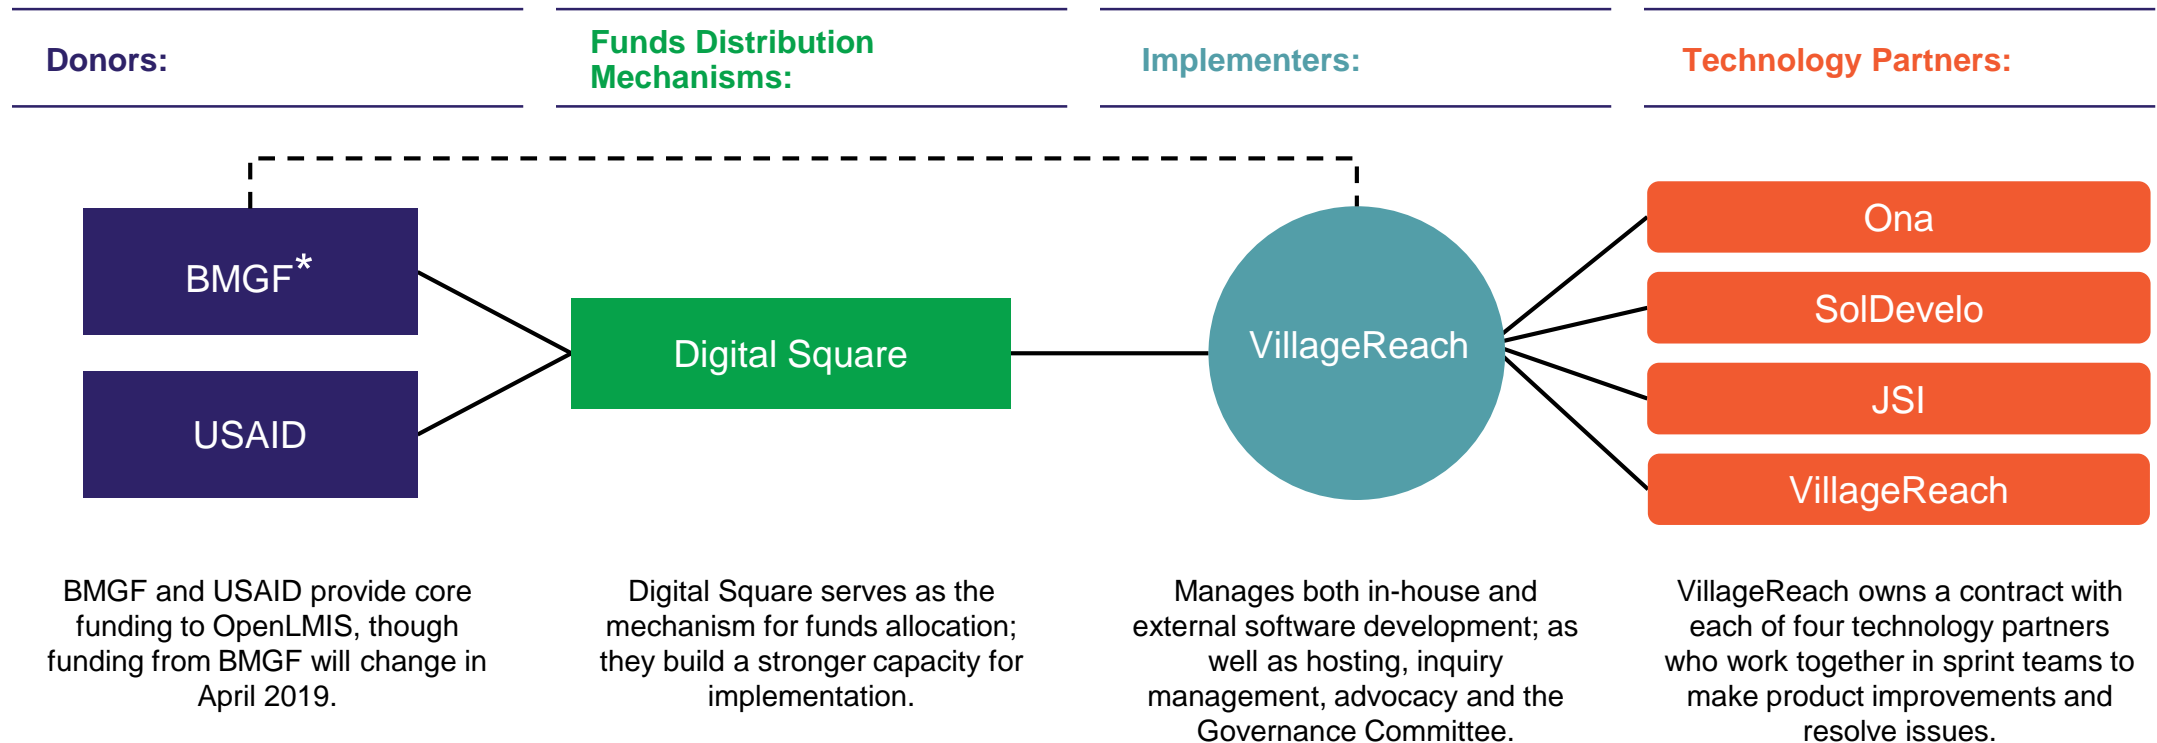 Donors:
Funds Distribution
Mechanisms:
Implementers:
Technology Partners:
BMGF*
USAID
Digital Square
VillageReach
Ona
SolDevelo
JSI
VillageReach
BMGF and USAID provide core
funding to OpenLMIS, though
funding from BMGF will change in
April 2019.
Digital Square serves as the
mechanism for funds allocation;
they build a stronger capacity for
implementation.
Manages both in-house and
external software development; as
well as hosting, inquiry
management, advocacy and the
Governance Committee.
VillageReach owns a contract with
each of four technology partners
who work together in sprint teams to
make product improvements and
resolve issues.